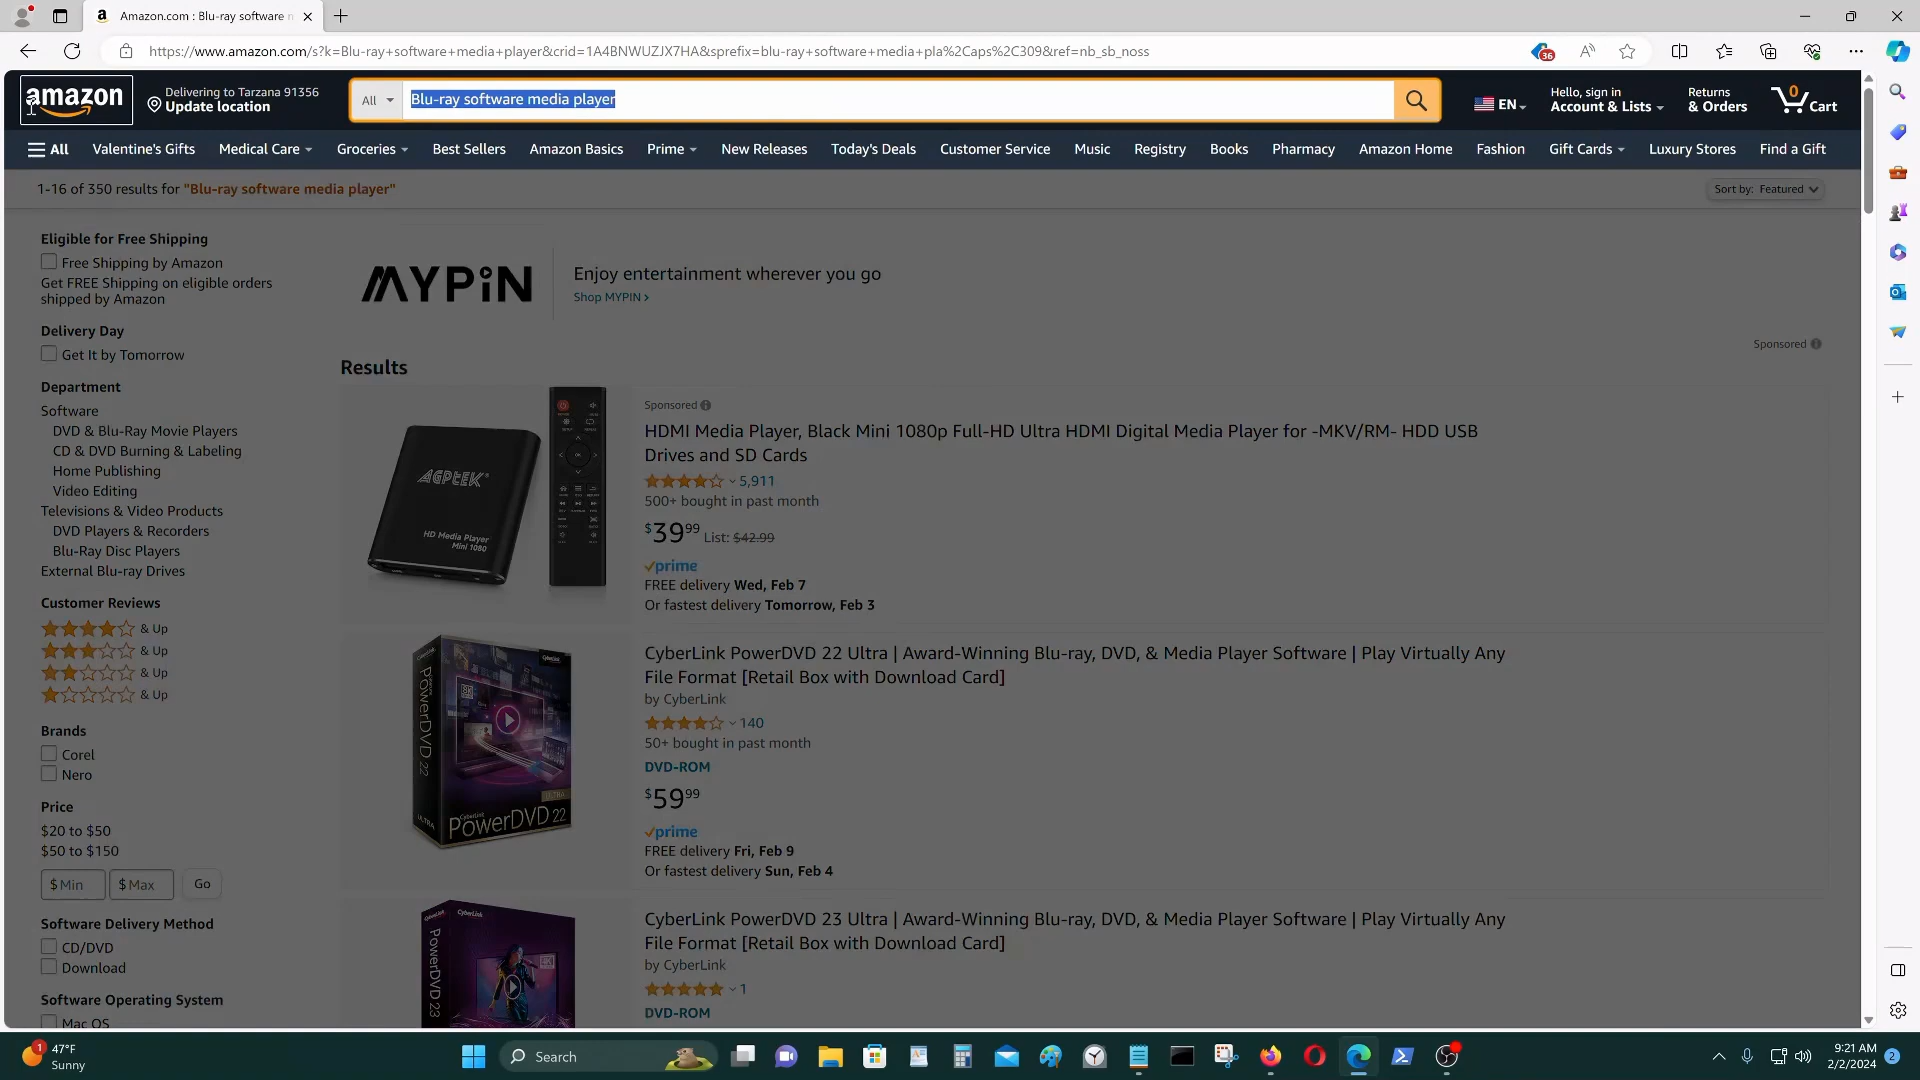 Amazon.com : Blu-ray software m
https://www.amazon.com/s?k=Blu-ray+software+media+player&crid=1A4BNWUZJX7HA&sprefix=blu-ray+software+media+pla%2Caps%2C309&ref=nb_sb_noss
36
amazon
Delivering to Tarzana 91356
Update location
All
Blu-ray software media player
EN
Hello, sign in
Account & Lists
Returns
& Orders
0
Cart
All
Valentine's Gifts
Medical Care
Groceries
Best Sellers
Amazon Basics
Prime
New Releases
Today's Deals
Customer Service
Music
Registry
Books
Pharmacy
Amazon Home
Fashion
Gift Cards
Luxury Stores
Find a Gift
1-16 of 350 results for "Blu-ray software media player"
Sort by: Featured
Eligible for Free Shipping
Free Shipping by Amazon
Get FREE Shipping on eligible orders
shipped by Amazon
Delivery Day
Get It by Tomorrow
Department
Software
DVD & Blu-Ray Movie Players
CD & DVD Burning & Labeling
Home Publishing
Video Editing
Televisions & Video Products
DVD Players & Recorders
Blu-Ray Disc Players
External Blu-ray Drives
Customer Reviews
& Up
& Up
& Up
& Up
Brands
Corel
Nero
Price
$20 to $50
$50 to $150
$ Min
$ Max
Go
Software Delivery Method
CD/DVD
Download
Software Operating System
Mac OS
MYPIN
Enjoy entertainment wherever you go
Shop MYPIN >
Sponsored
Results
AGPTEK
HD Media Player
Mini 1080
Sponsored
HDMI Media Player, Black Mini 1080p Full-HD Ultra HDMI Digital Media Player for -MKV/RM- HDD USB
Drives and SD Cards
5,911
500+ bought in past month
$39.99 List: $42.99
prime
FREE delivery Wed, Feb 7
Or fastest delivery Tomorrow, Feb 3
CyberLink
PowerDVD 22
ULTRA
CyberLink
PowerDVD 22
ULTRA
CyberLink PowerDVD 22 Ultra | Award-Winning Blu-ray, DVD, & Media Player Software | Play Virtually Any
File Format [Retail Box with Download Card]
by CyberLink
140
50+ bought in past month
DVD-ROM
$59.99
prime
FREE delivery Fri, Feb 9
Or fastest delivery Sun, Feb 4
CyberLink
PowerDVD 23
CyberLink PowerDVD 23 Ultra | Award-Winning Blu-ray, DVD, & Media Player Software | Play Virtually Any
File Format [Retail Box with Download Card]
by CyberLink
1
DVD-ROM
1
47°F
Sunny
Search
9:21 AM
2/2/2024
2